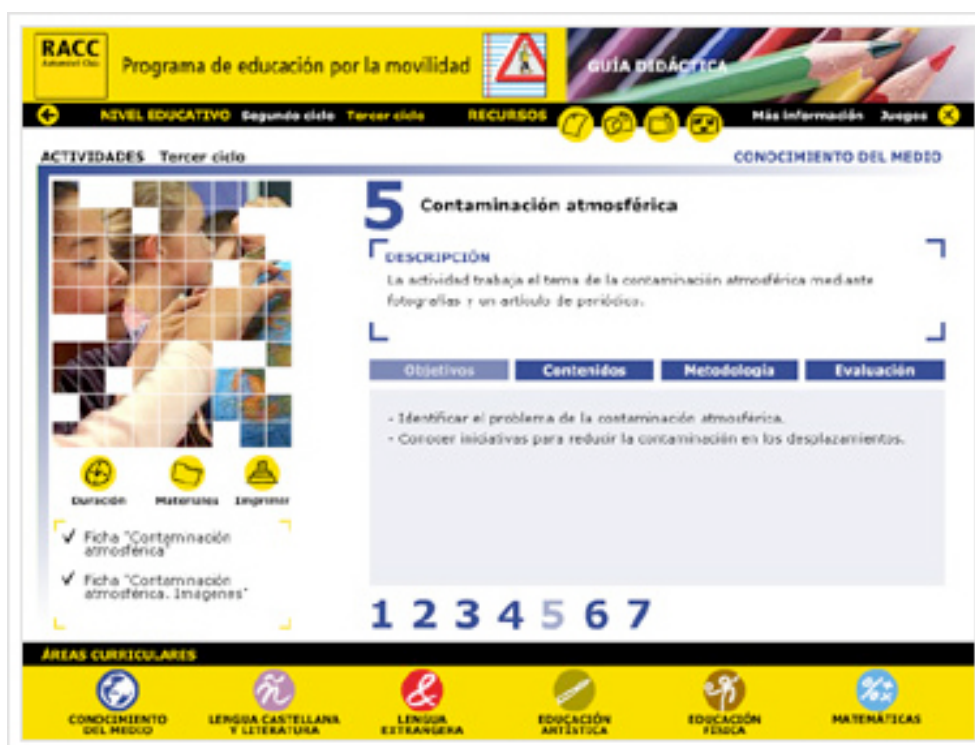 RACC
Automóvil Club
Programa de educación por la movilidad
GUÍA DIDÁCTICA
NIVEL EDUCATIVO Segundo ciclo Tercer ciclo RECURSOS Más información Juegos
ACTIVIDADES Tercer ciclo
CONOCIMIENTO DEL MEDIO
5 Contaminación atmosférica
DESCRIPCIÓN
La actividad trabaja el tema de la contaminación atmosférica mediante
fotografías y un artículo de periódico.
Objetivos Contenidos Metodología Evaluación
- Identificar el problema de la contaminación atmosférica.
- Conocer iniciativas para reducir la contaminación en los desplazamientos.
Duración Materiales Imprimir
Ficha "Contaminación
atmosférica"
Ficha "Contaminación
atmosférica. Imágenes"
1 2 3 4 5 6 7
ÁREAS CURRICULARES
CONOCIMIENTO
DEL MEDIO
LENGUA CASTELLANA
Y LITERATURA
LENGUA
EXTRANGERA
EDUCACIÓN
ARTÍSTICA
EDUCACIÓN
FÍSICA
MATEMÁTICAS